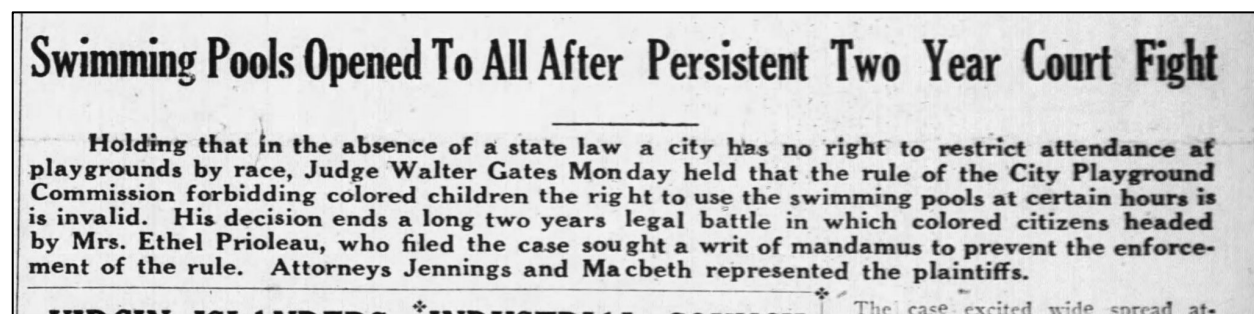 Swimming Pools Opened To All After Persistent Two Year Court Fight
Holding that in the absence of a state law a city has no right to restrict attendance at
playgrounds by race, Judge Walter Gates Monday held that the rule of the City Playground
Commission forbidding colored children the right to use the swimming pools at certain hours is
is invalid. His decision ends a long two years legal battle in which colored citizens headed
by Mrs. Ethel Prioleau, who filed the case sought a writ of mandamus to prevent the enforce-
ment of the rule. Attorneys Jennings and Macbeth represented the plaintiffs.
The case excited wide spread at-